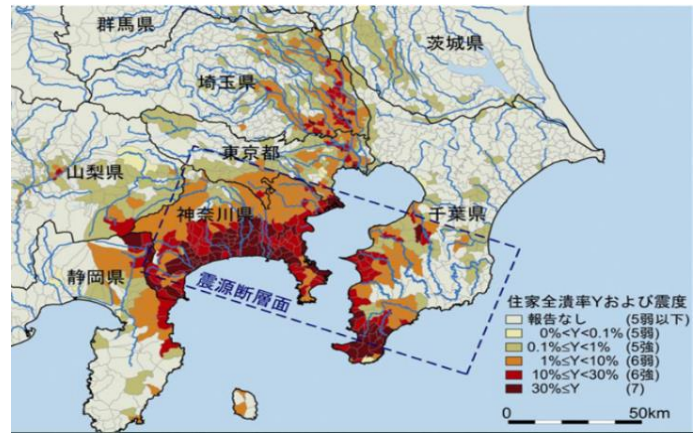 群馬県
茨城県
埼玉県
東京都
山梨県
神奈川県
千葉県
静岡県
震源断層面
住家全潰率Yおよび震度
報告なし (5弱以下)
0%<Y<0.1% (5弱)
0.1%≦Y<1% (5強)
1%≦Y<10% (6弱)
10%≦Y<30% (6強)
30%≦Y (7)
0 50km